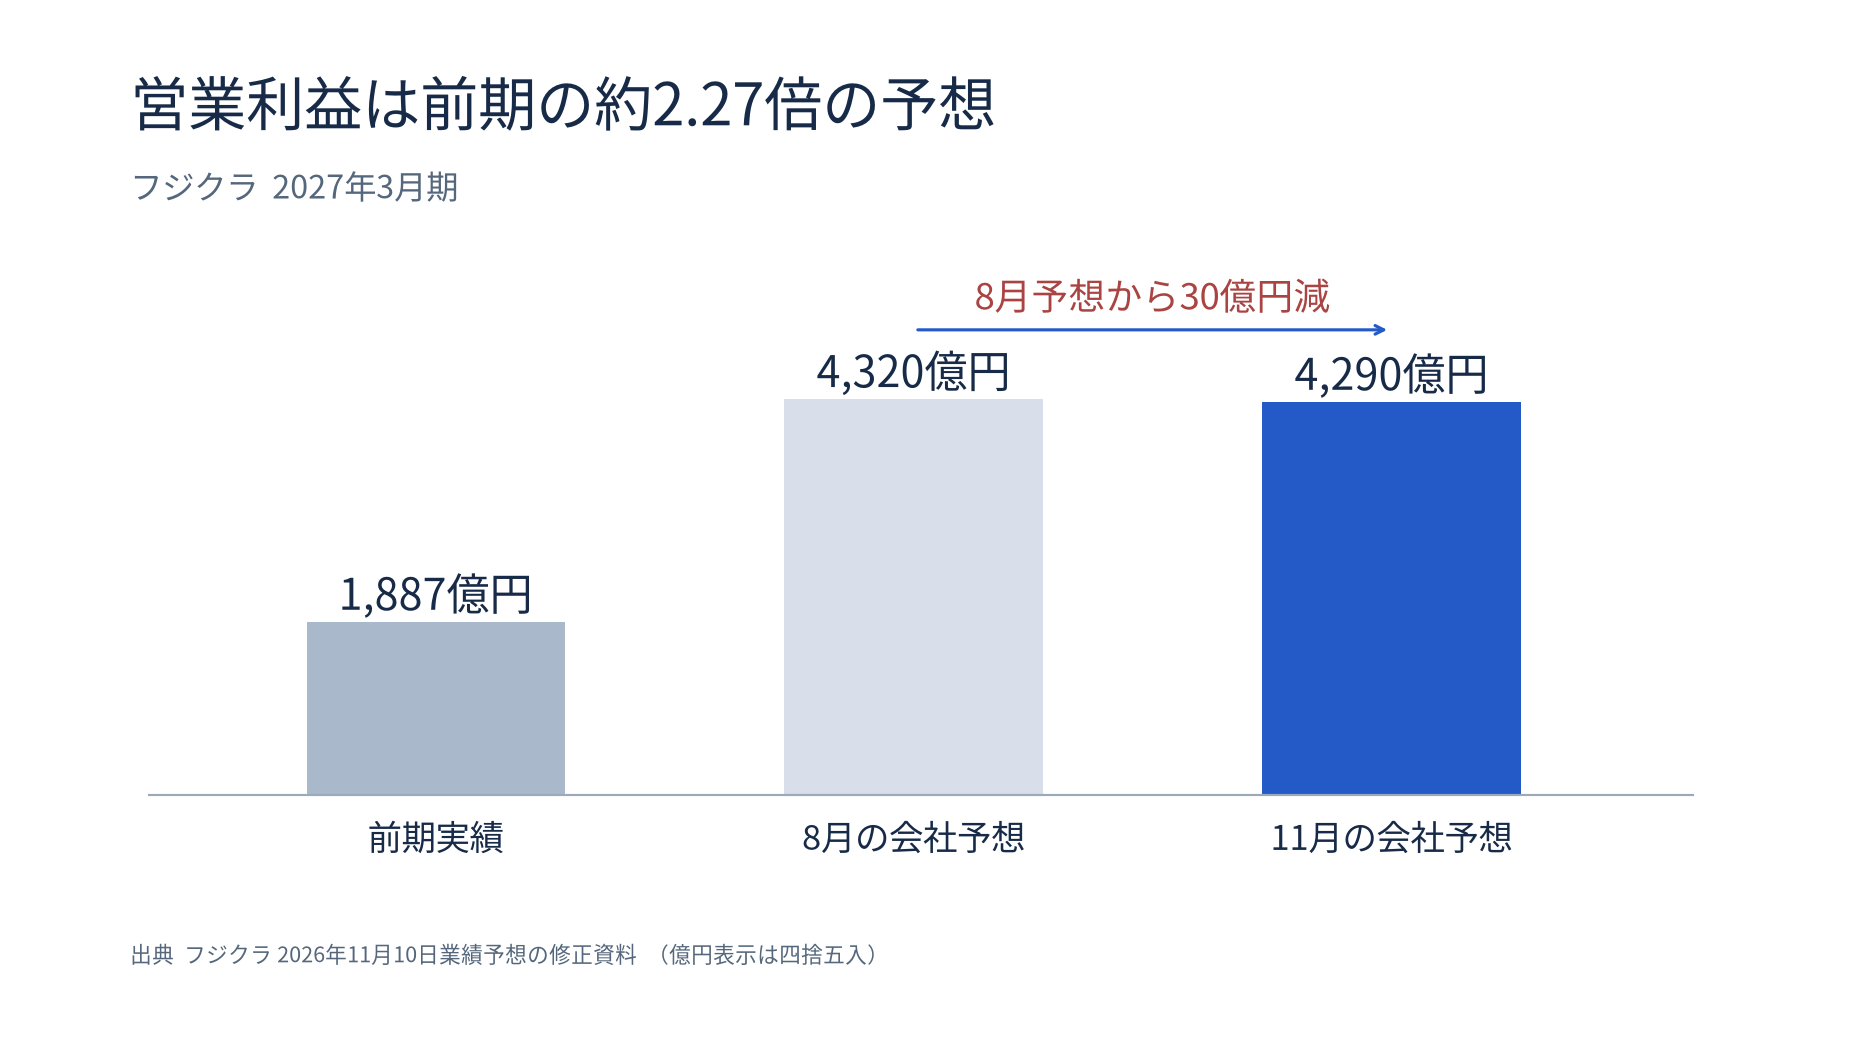 営業利益は前期の約2.27倍の予想
フジクラ 2027年3月期
8月予想から30億円減
4,320億円
4,290億円
1,887億円
前期実績
8月の会社予想
11月の会社予想
出典 フジクラ 2026年11月10日業績予想の修正資料 （億円表示は四捨五入）